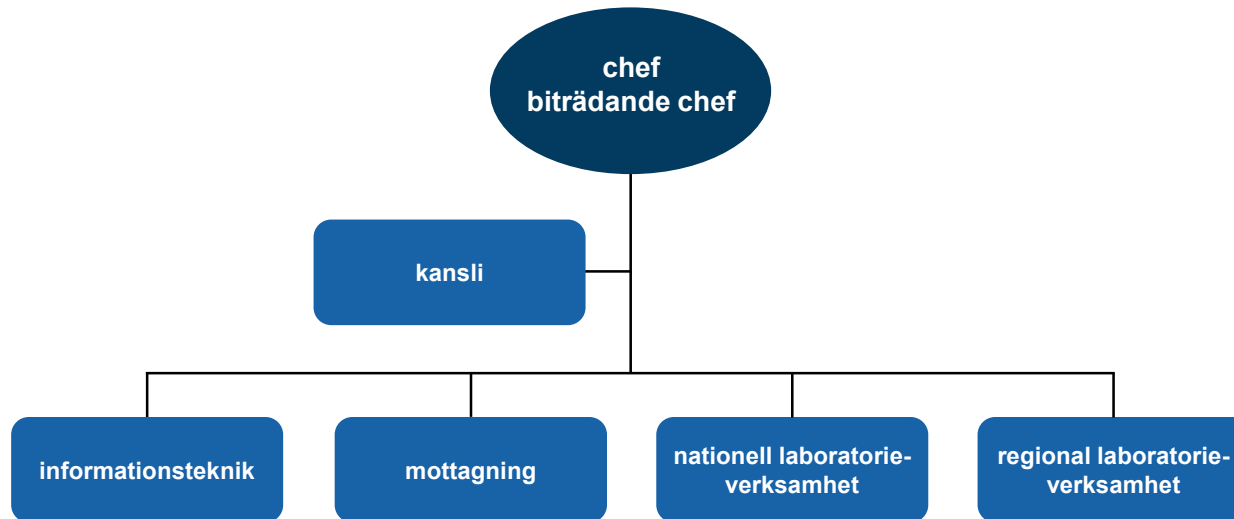 chef
biträdande chef
kansli
informationsteknik
mottagning
nationell laboratorie-
verksamhet
regional laboratorie-
verksamhet